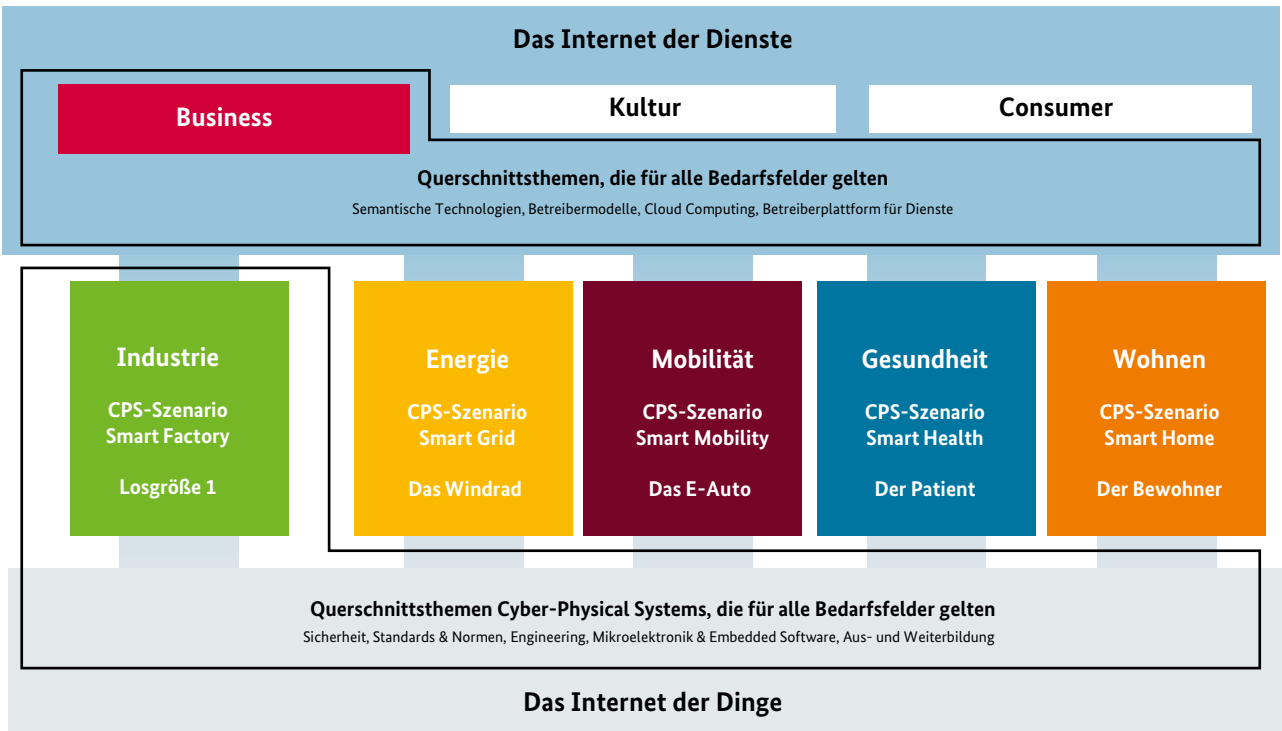 Das Internet der Dienste
Business
Kultur
Consumer
Querschnittsthemen, die für alle Bedarfsfelder gelten
Semantische Technologien, Betreibermodelle, Cloud Computing, Betreiberplattform für Dienste
Industrie
CPS-Szenario
Smart Factory
Losgröße 1
Energie
CPS-Szenario
Smart Grid
Das Windrad
Mobilität
CPS-Szenario
Smart Mobility
Das E-Auto
Gesundheit
CPS-Szenario
Smart Health
Der Patient
Wohnen
CPS-Szenario
Smart Home
Der Bewohner
Querschnittsthemen Cyber-Physical Systems, die für alle Bedarfsfelder gelten
Sicherheit, Standards & Normen, Engineering, Mikroelektronik & Embedded Software, Aus- und Weiterbildung
Das Internet der Dinge